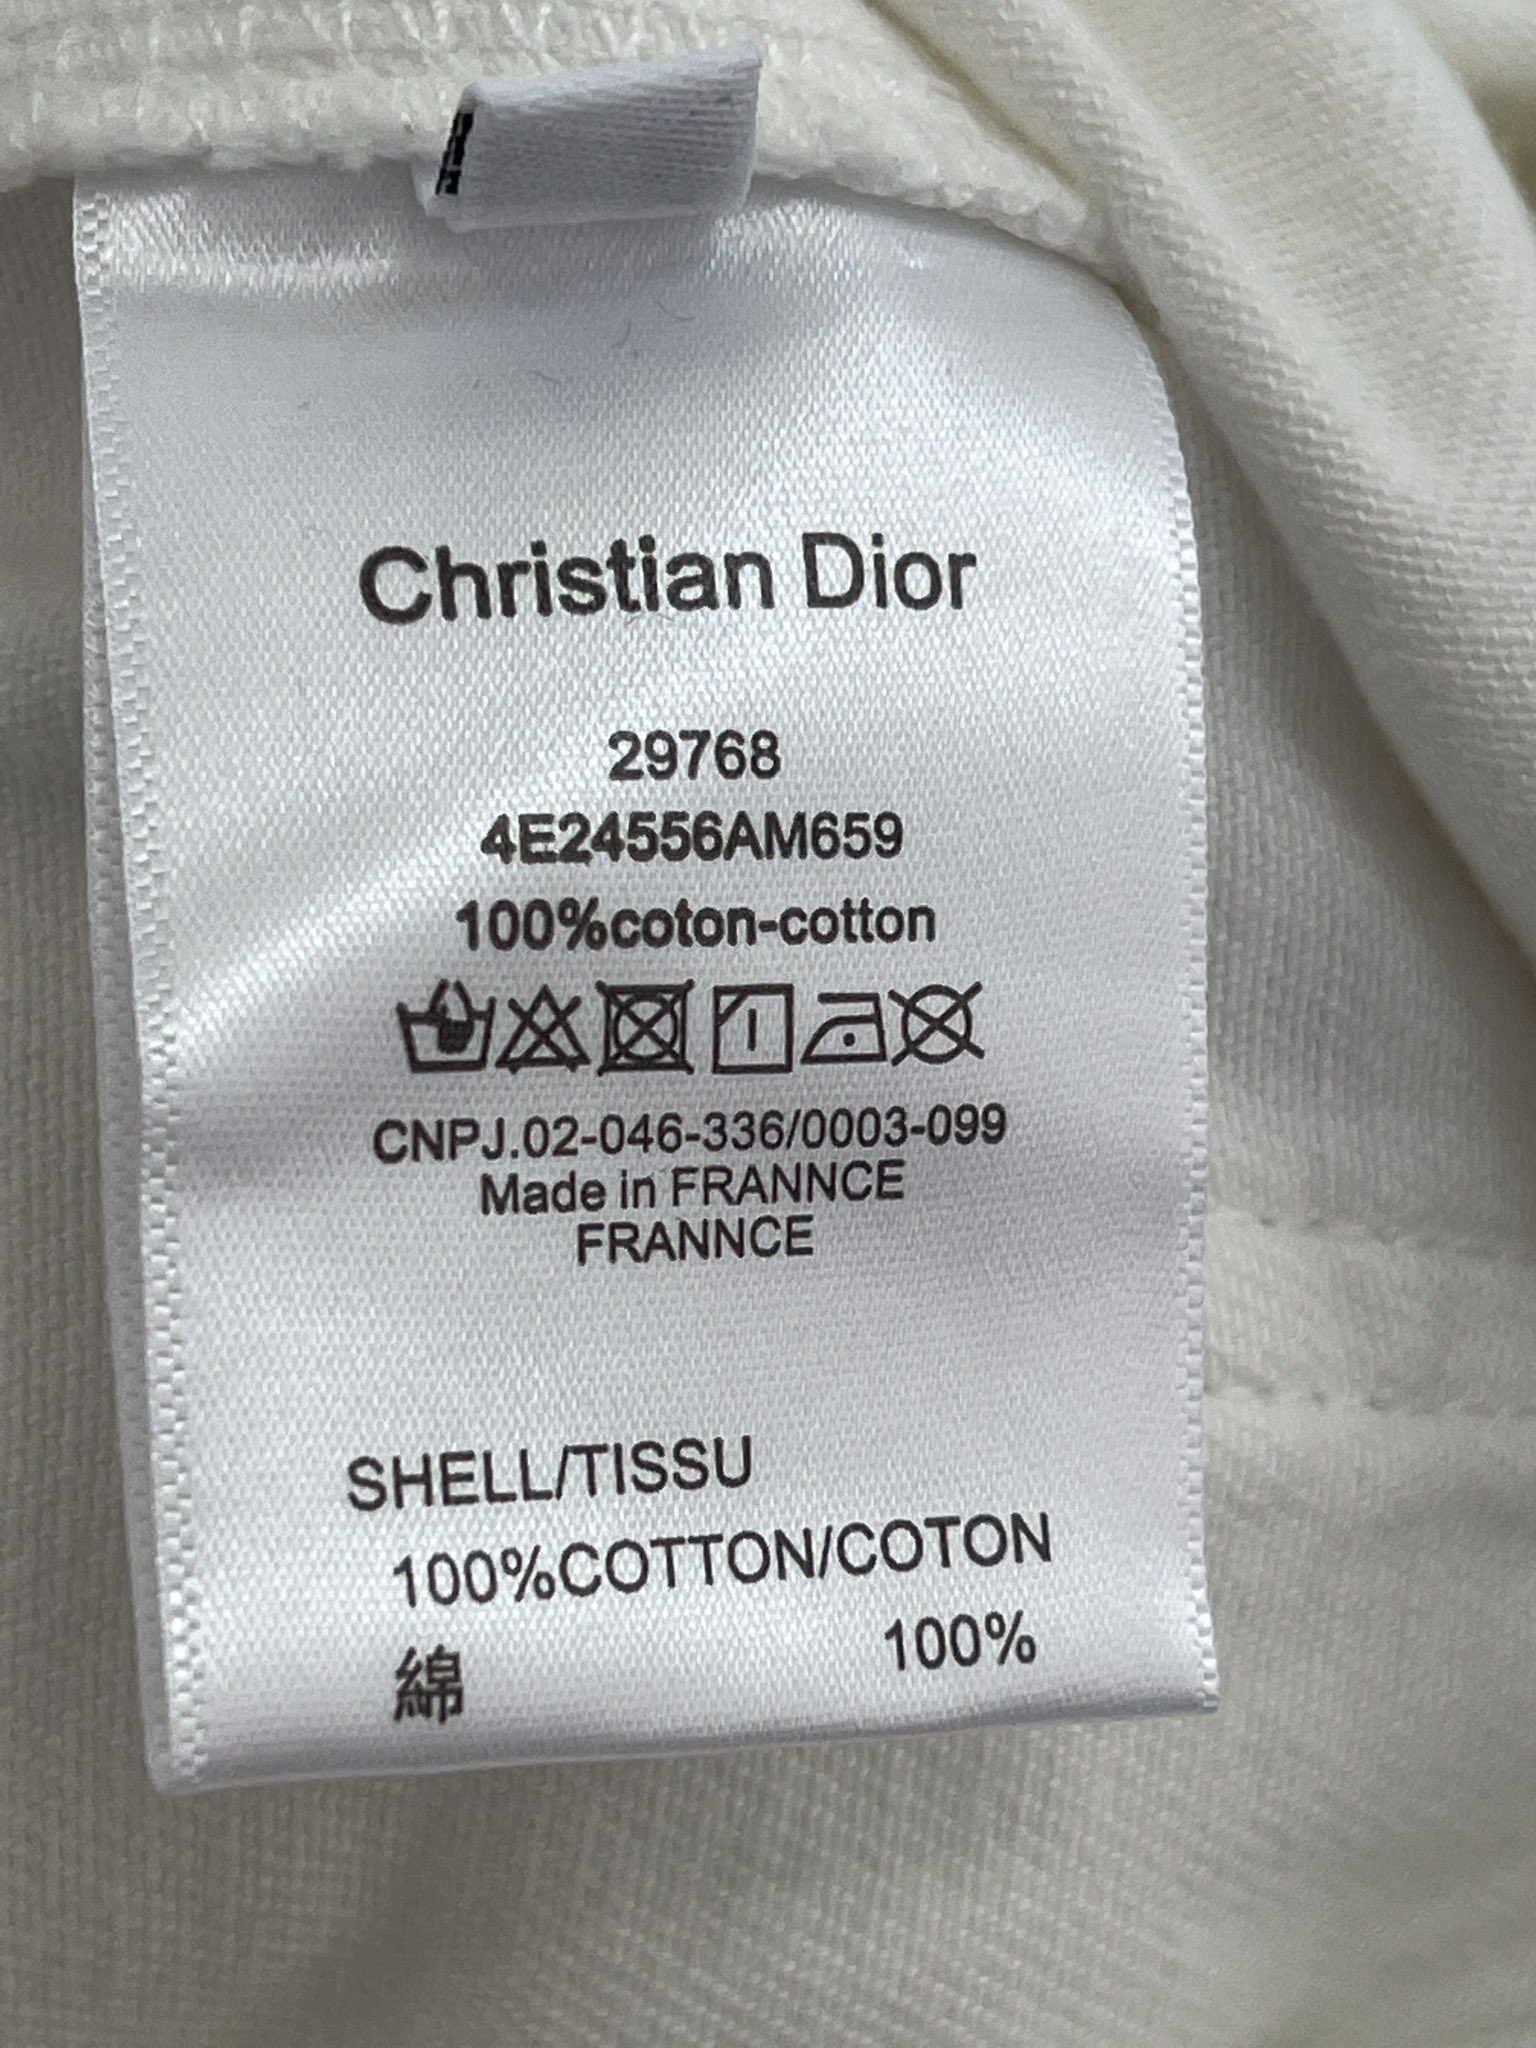 Christian Dior
29768
4E24556AM659
100%coton-cotton
CNPJ.02-046-336/0003-099
Made in FRANNCE
FRANNCE
SHELL/TISSU
100%COTTON/COTON
綿 100%